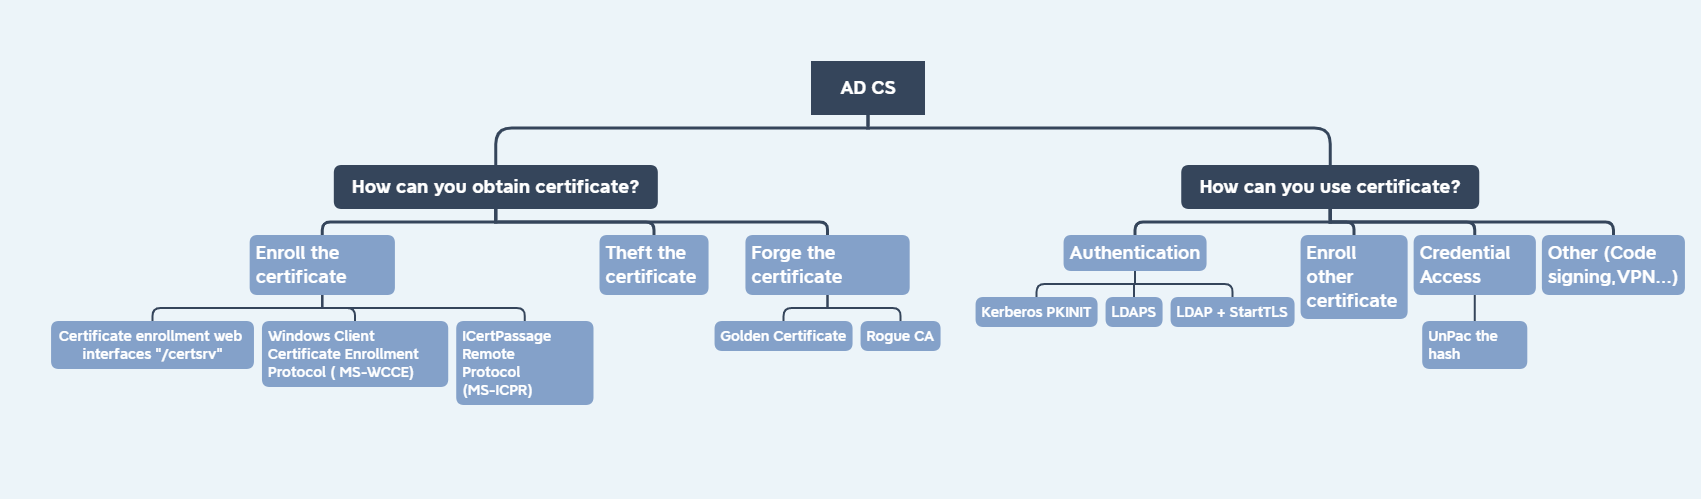 AD CS
How can you obtain certificate?
How can you use certificate?
Enroll the
certificate
Theft the
certificate
Forge the
certificate
Authentication
Enroll
other
certificate
Credential
Access
Other (Code
signing,VPN...)
Certificate enrollment web
interfaces "/certsrv"
Windows Client
Certificate Enrollment
Protocol ( MS-WCCE)
ICertPassage
Remote
Protocol
(MS-ICPR)
Golden Certificate
Rogue CA
Kerberos PKINIT
LDAPS
LDAP + StartTLS
UnPac the
hash